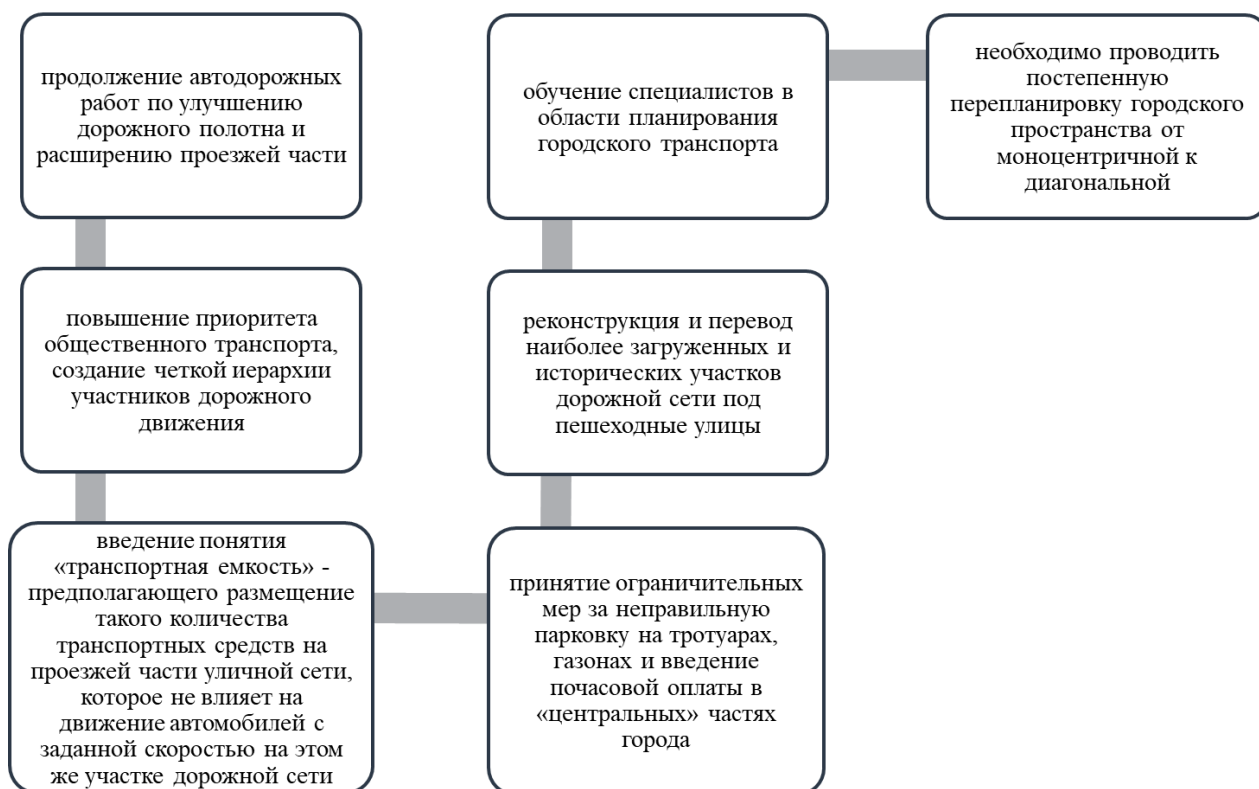 продолжение автодорожных
работ по улучшению
дорожного полотна и
расширению проезжей части
повышение приоритета
общественного транспорта,
создание четкой иерархии
участников дорожного
движения
введение понятия
«транспортная емкость» -
предполагающего размещение
такого количества
транспортных средств на
проезжей части уличной сети,
которое не влияет на
движение автомобилей с
заданной скоростью на этом
же участке дорожной сети
принятие ограничительных
мер за неправильную
парковку на тротуарах,
газонах и введение
почасовой оплаты в
«центральных» частях
города
реконструкция и перевод
наиболее загруженных и
исторических участков
дорожной сети под
пешеходные улицы
обучение специалистов в
области планирования
городского транспорта
необходимо проводить
постепенную
перепланировку городского
пространства от
моноцентричной к
диагональной